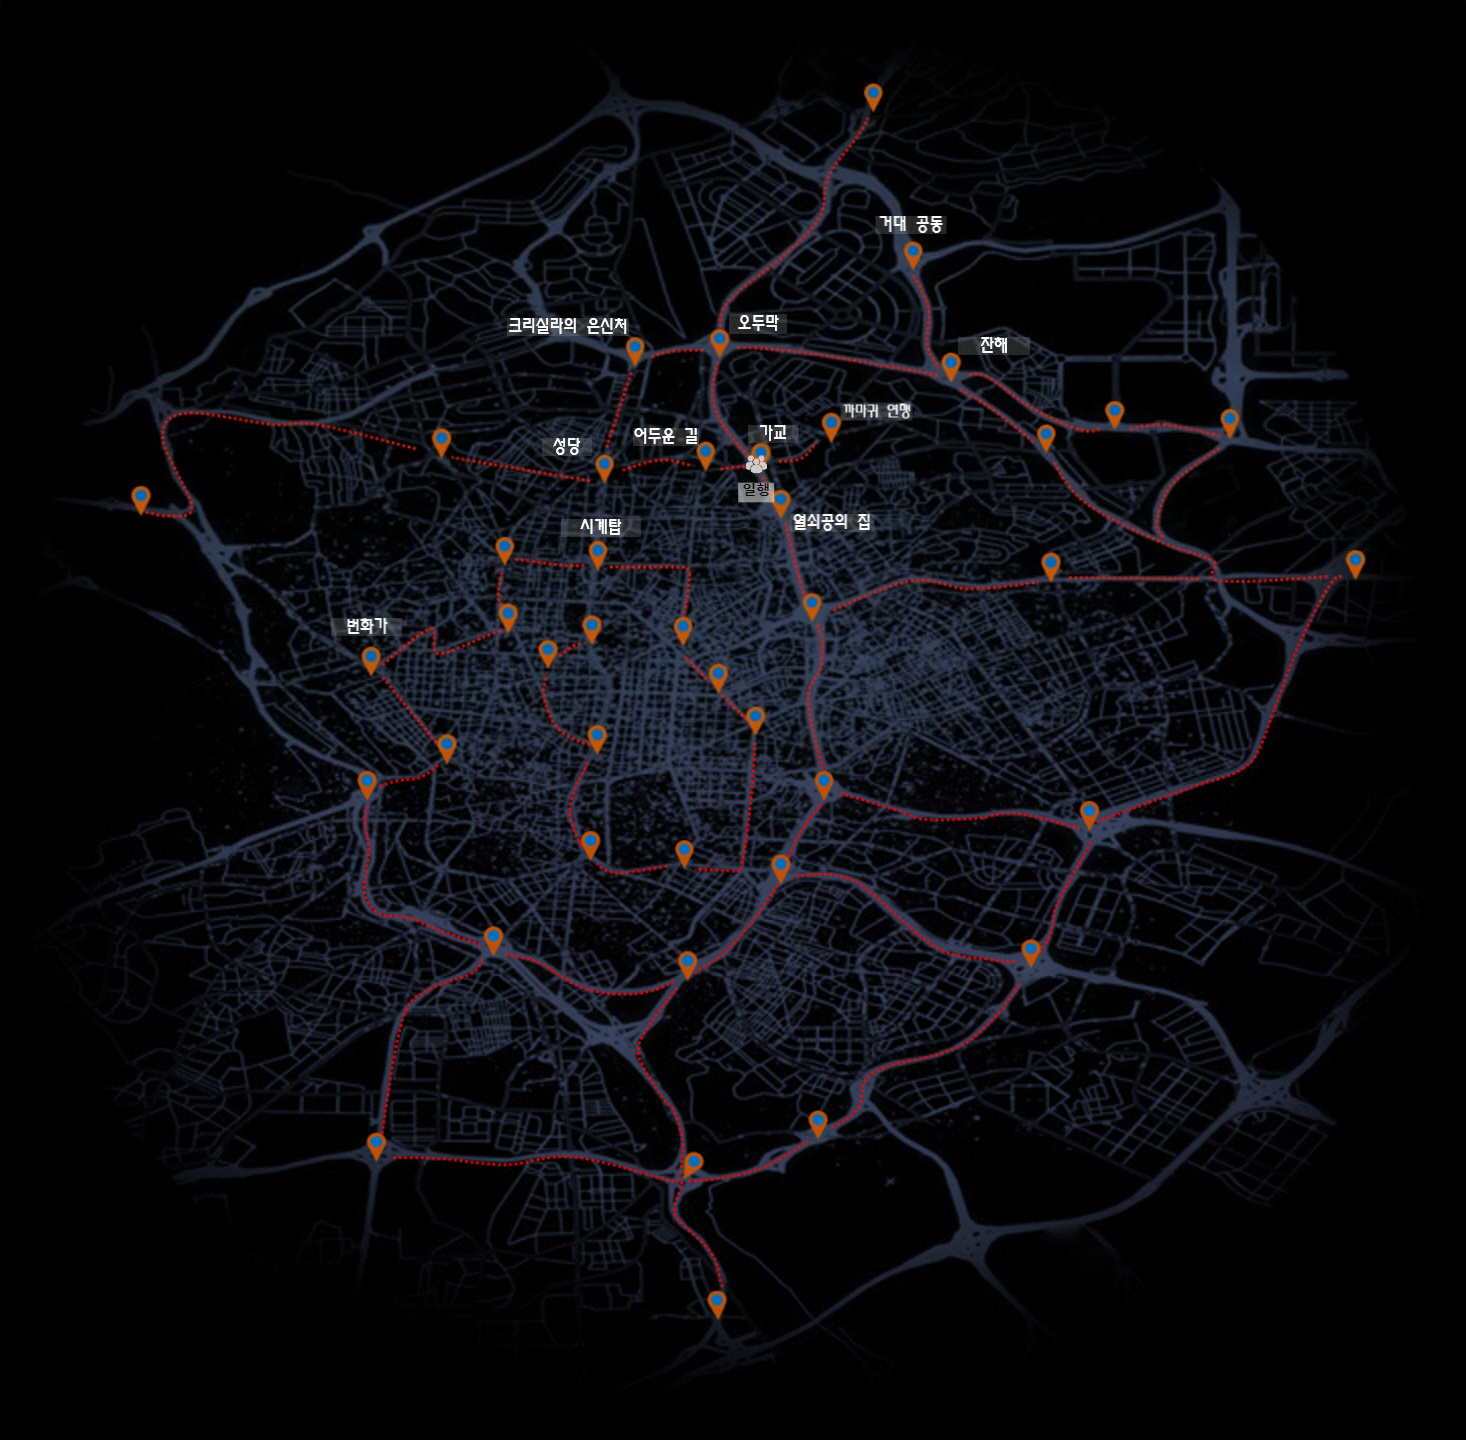 거대 공동
크리실라의 은신처
오두막
잔해
까마귀 연맹
성당
어두운 길
가교
일행
열쇠공의 집
시계탑
번화가